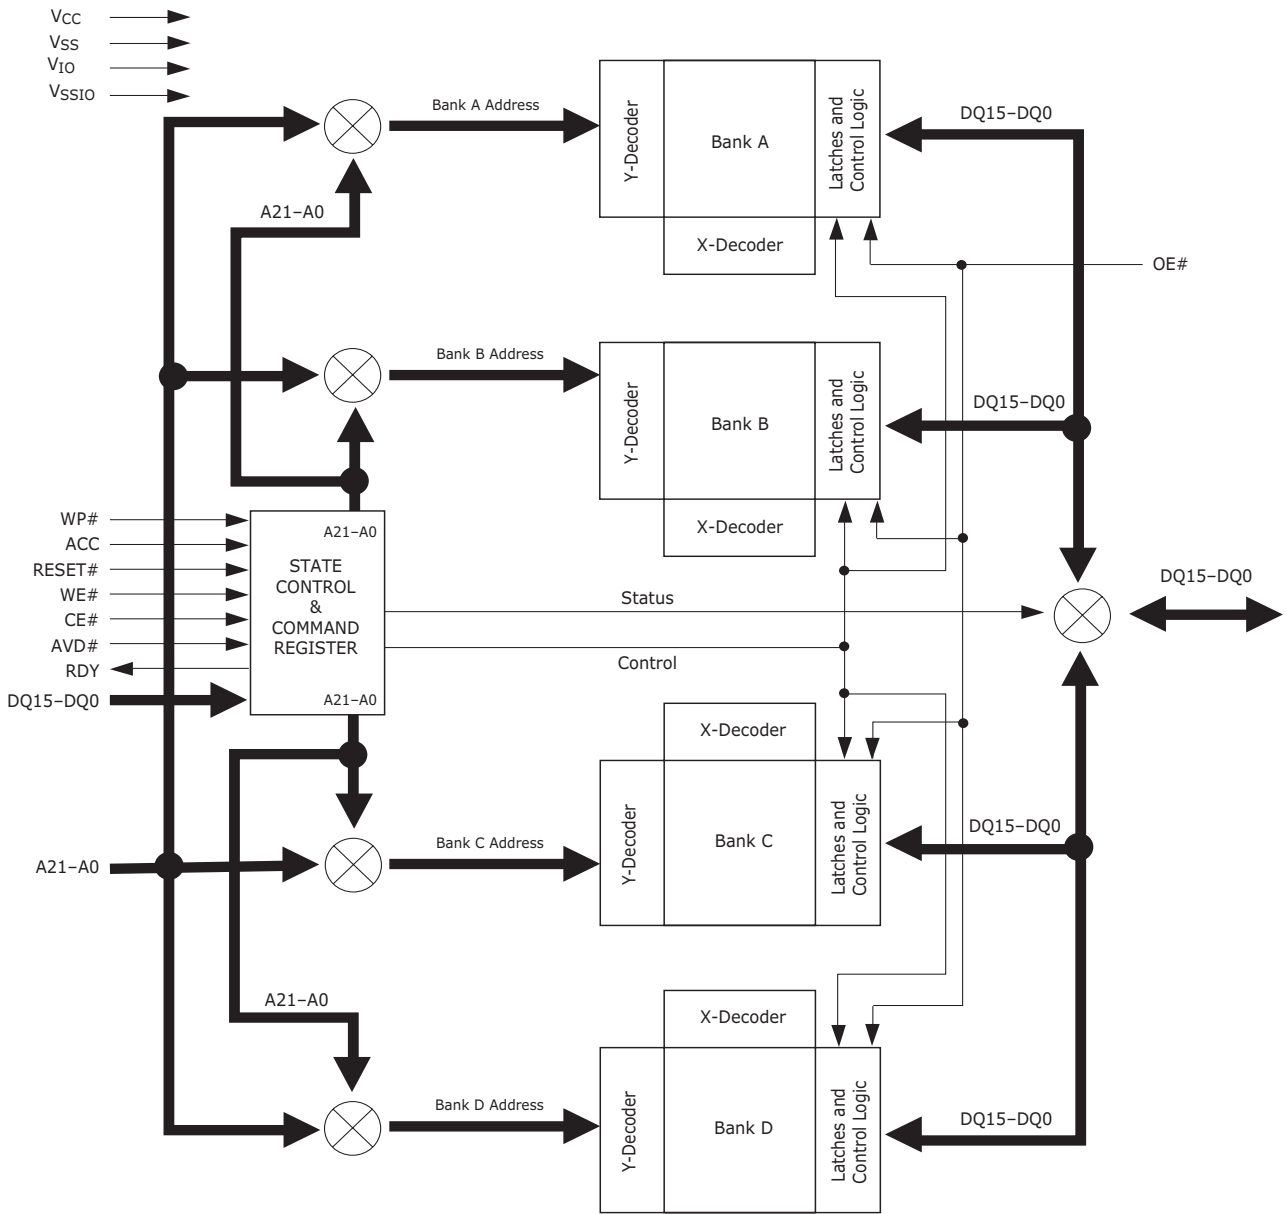 VCC
VSS
VIO
VSSIO
Bank A Address
Y-Decoder
Bank A
Latches and
Control Logic
DQ15–DQ0
A21–A0
X-Decoder
OE#
Bank B Address
Y-Decoder
Bank B
Latches and
Control Logic
DQ15–DQ0
X-Decoder
WP#
ACC
RESET#
WE#
CE#
AVD#
RDY
DQ15–DQ0
A21–A0
STATE
CONTROL
&
COMMAND
REGISTER
A21–A0
Status
Control
DQ15–DQ0
X-Decoder
Bank C Address
Y-Decoder
Bank C
Latches and
Control Logic
DQ15–DQ0
A21–A0
A21–A0
X-Decoder
Bank D Address
Y-Decoder
Bank D
Latches and
Control Logic
DQ15–DQ0